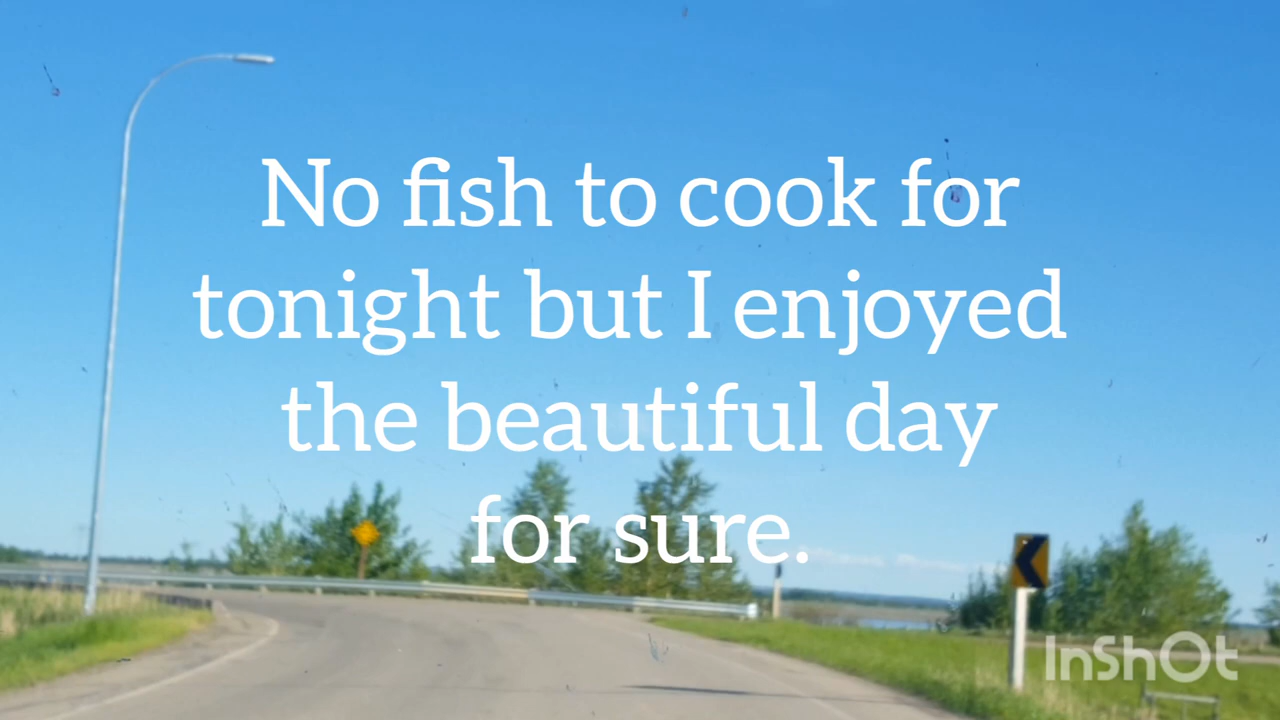 No fish to cook for
tonight but I enjoyed
the beautiful day
for sure.
InShOt